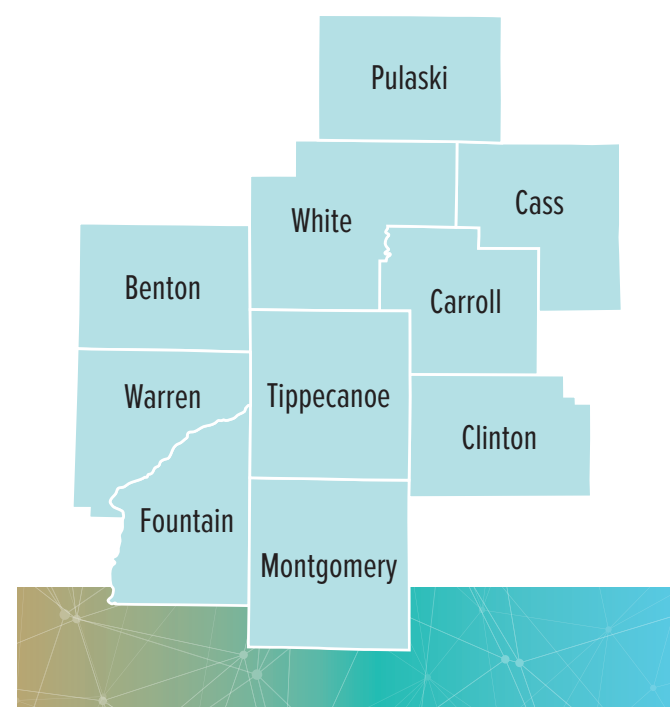 Pulaski
Cass
White
Benton
Carroll
Warren
Tippecanoe
Clinton
Fountain
Montgomery